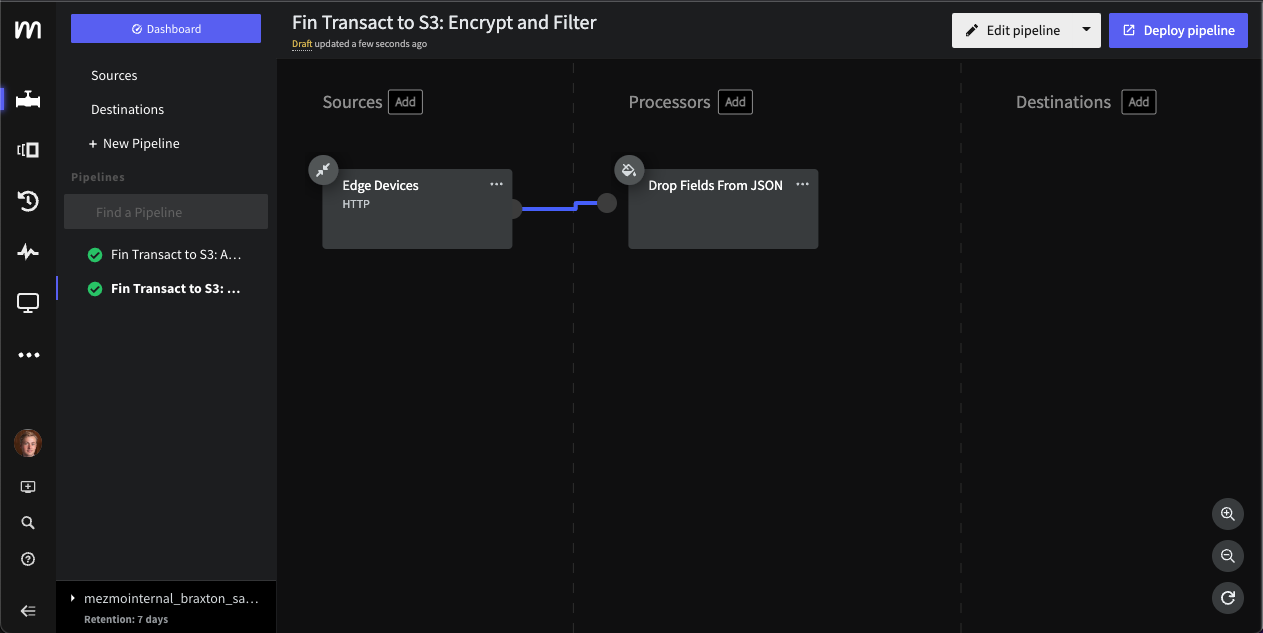 m
Dashboard
Sources
Destinations
+ New Pipeline
Pipelines
Find a Pipeline
Fin Transact to S3: A…
Fin Transact to S3: …
mezmointernal_braxton_sa…
Retention: 7 days
Fin Transact to S3: Encrypt and Filter
Draft updated a few seconds ago
Edit pipeline
Deploy pipeline
Sources Add
Processors Add
Destinations Add
Edge Devices
HTTP
Drop Fields From JSON